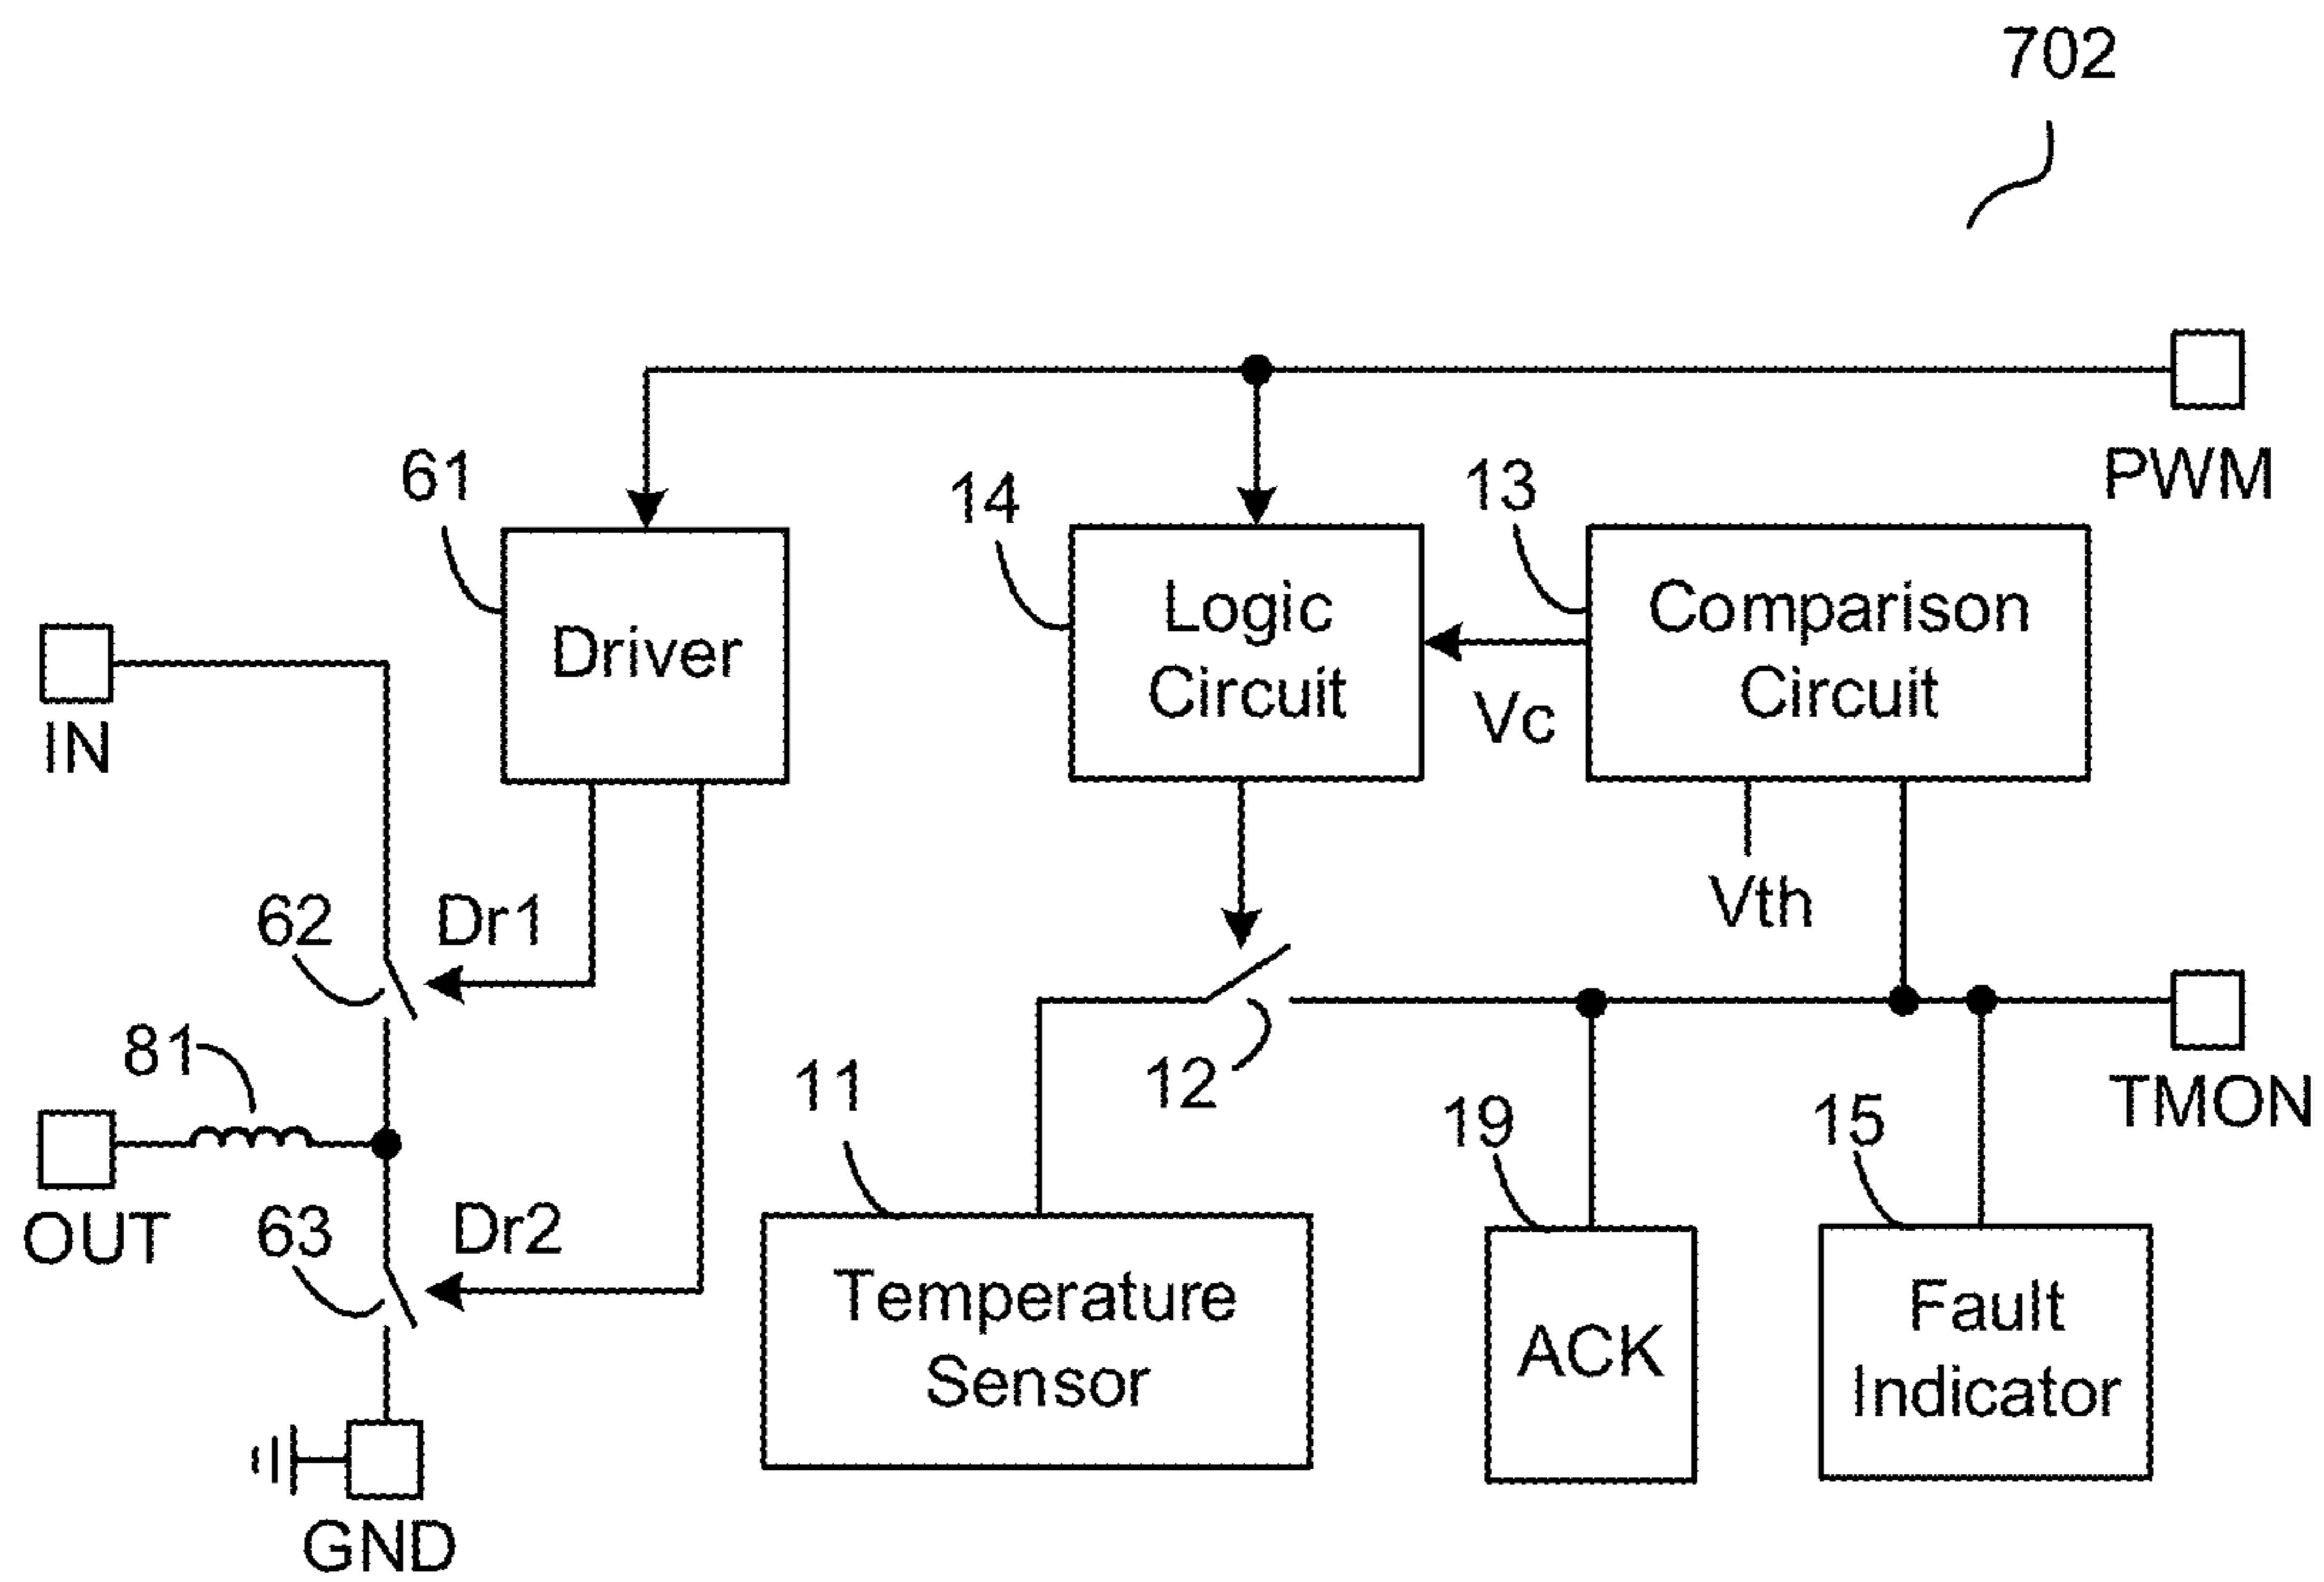 702
PWM
61
14
13
Driver
Logic
Circuit
Comparison
Circuit
Vc
IN
Vth
62
Dr1
81
11
12
19
15
TMON
OUT
63
Dr2
Temperature
Sensor
ACK
Fault
Indicator
GND